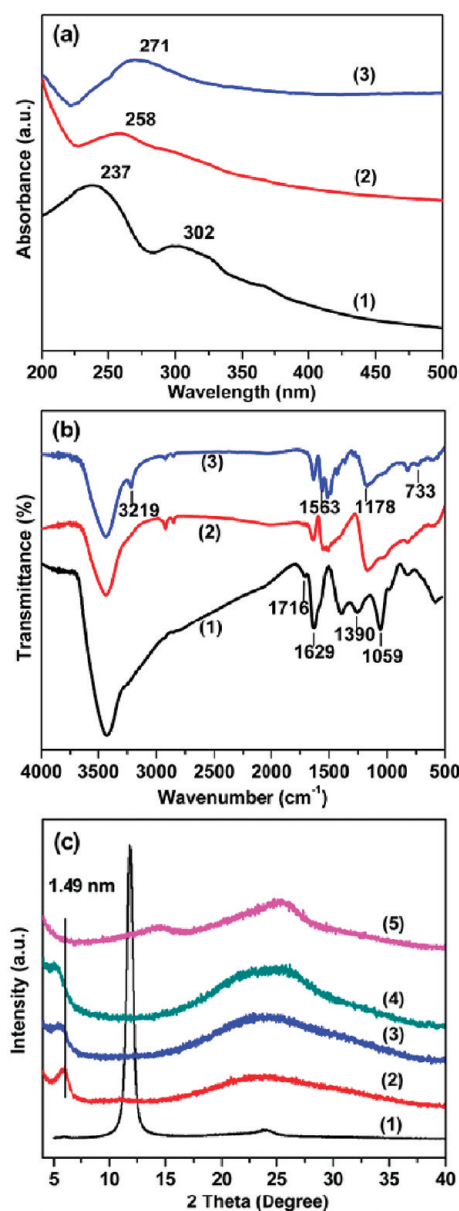 (a)
271
(3)
258
(2)
237
302
(1)
Absorbance (a.u.)
200 250 300 350 400 450 500
Wavelength (nm)
(b)
(3)
3219
1563 1178 733
(2)
(1)
1716
1629
1390
1059
Transmittance (%)
4000 3500 3000 2500 2000 1500 1000 500
Wavenumber (cm⁻¹)
(c)
1.49 nm
(5)
(4)
(3)
(2)
(1)
Intensity (a.u.)
5 10 15 20 25 30 35 40
2 Theta (Degree)